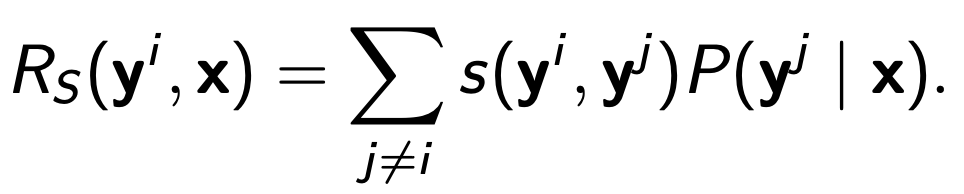 R_S(y^i, x) = ∑_{j≠i} s(y^i, y^j) P(y^j | x).